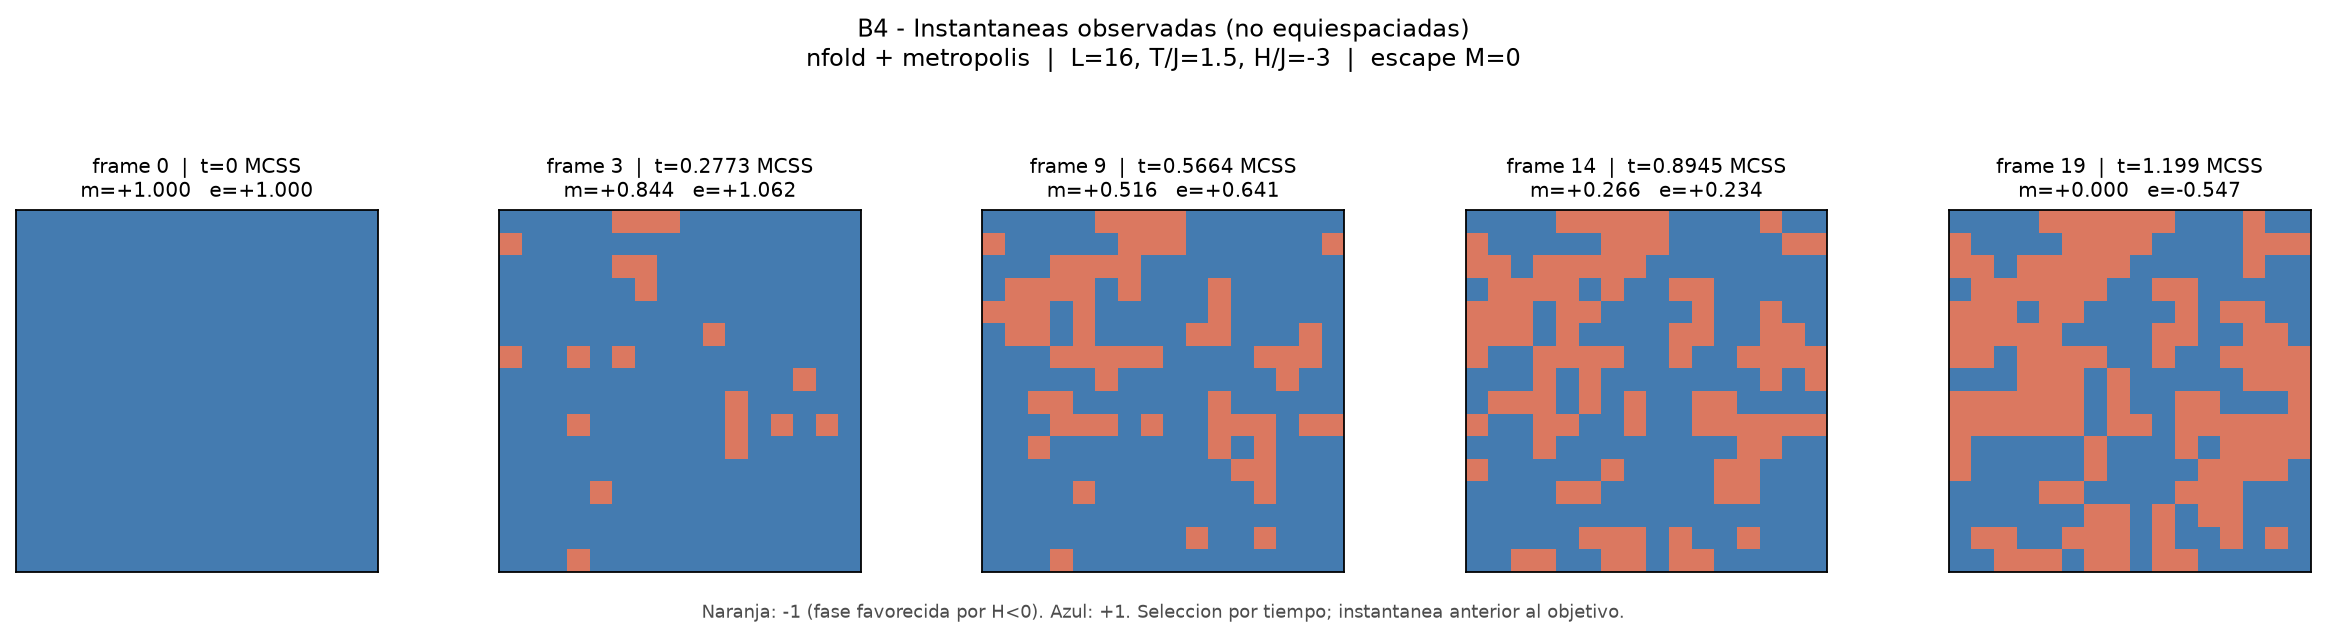 B4 - Instantaneas observadas (no equiespaciadas)
nfold + metropolis | L=16, T/J=1.5, H/J=-3 | escape M=0
frame 0 | t=0 MCSS
m=+1.000 e=+1.000
frame 3 | t=0.2773 MCSS
m=+0.844 e=+1.062
frame 9 | t=0.5664 MCSS
m=+0.516 e=+0.641
frame 14 | t=0.8945 MCSS
m=+0.266 e=+0.234
frame 19 | t=1.199 MCSS
m=+0.000 e=-0.547
Naranja: -1 (fase favorecida por H<0). Azul: +1. Seleccion por tiempo; instantanea anterior al objetivo.